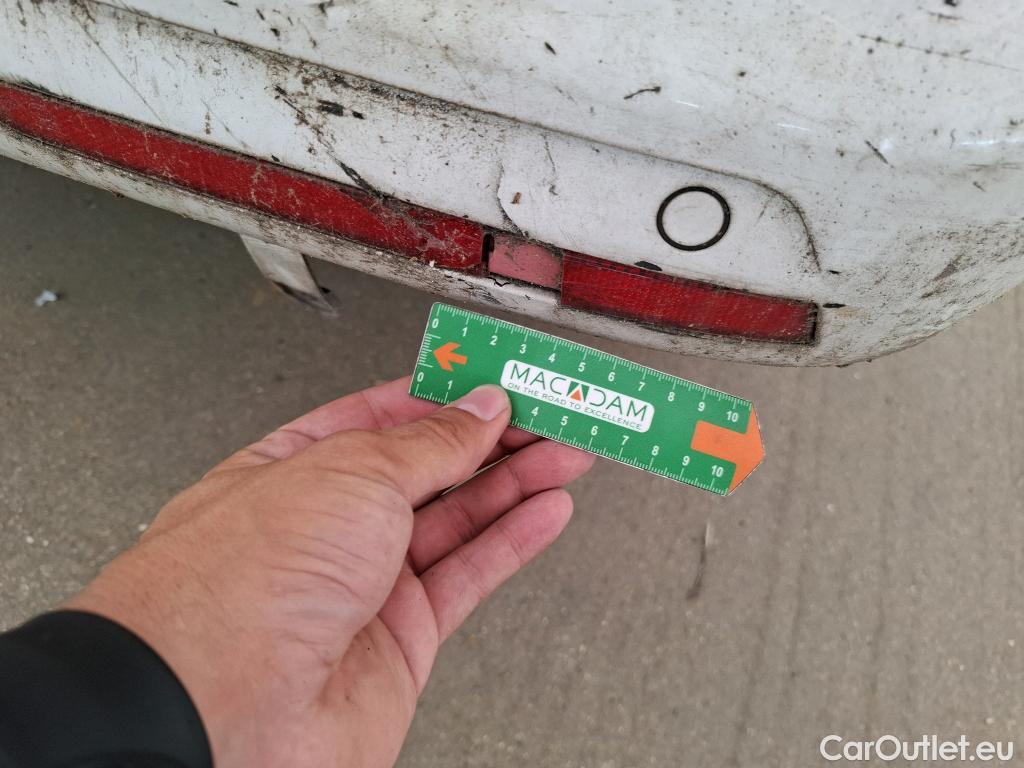 0 1 2 3 4 5 6 7 8 9 10
MACADAM
ON THE ROAD TO EXCELLENCE
0 1 4 5 6 7 8 9 10
CarOutlet.eu